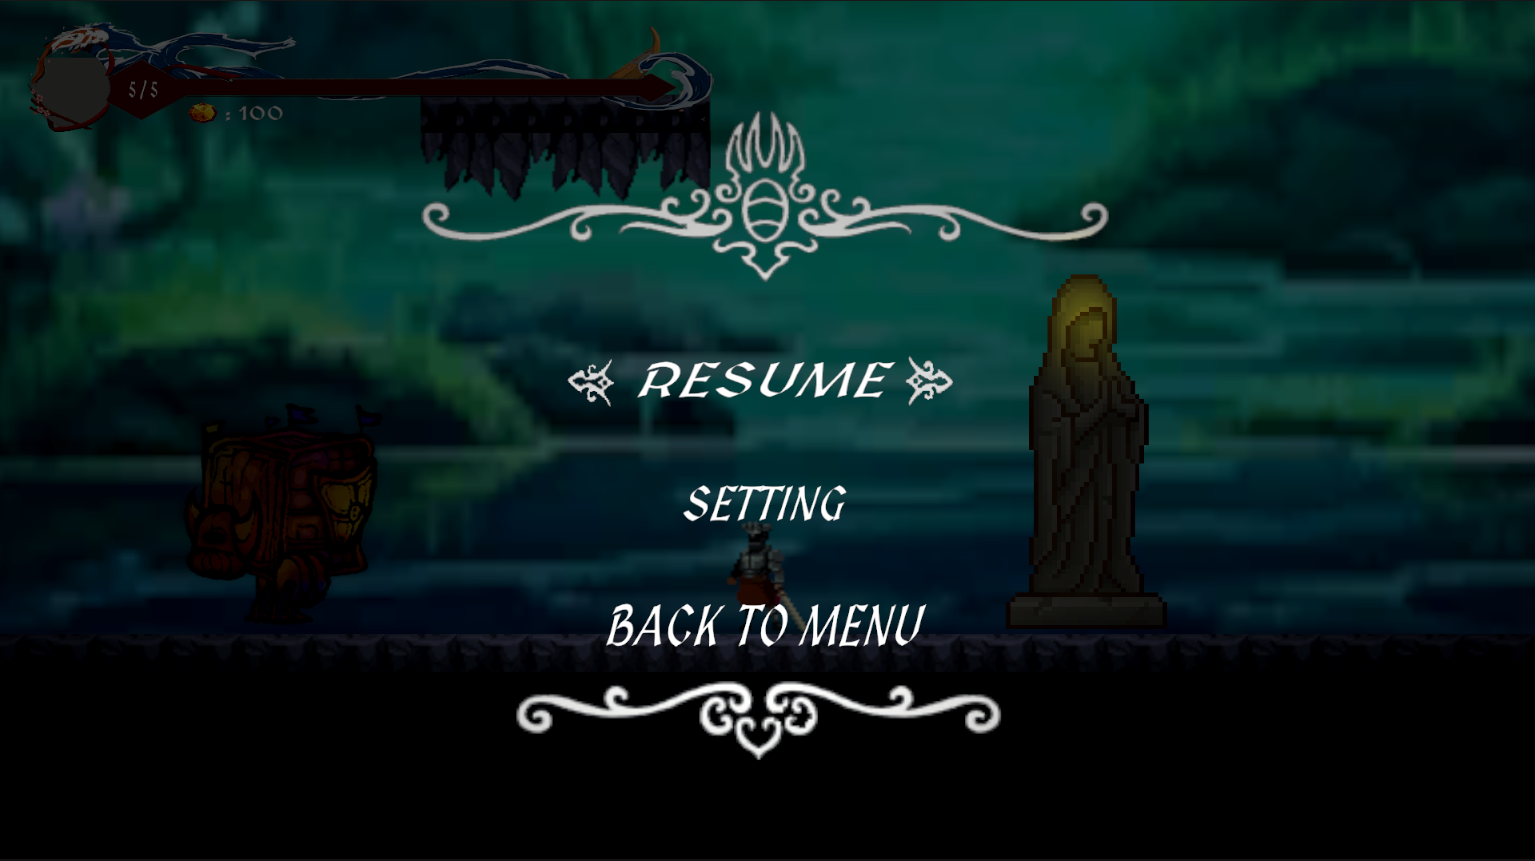 5/5
: 100
RESUME
SETTING
BACK TO MENU